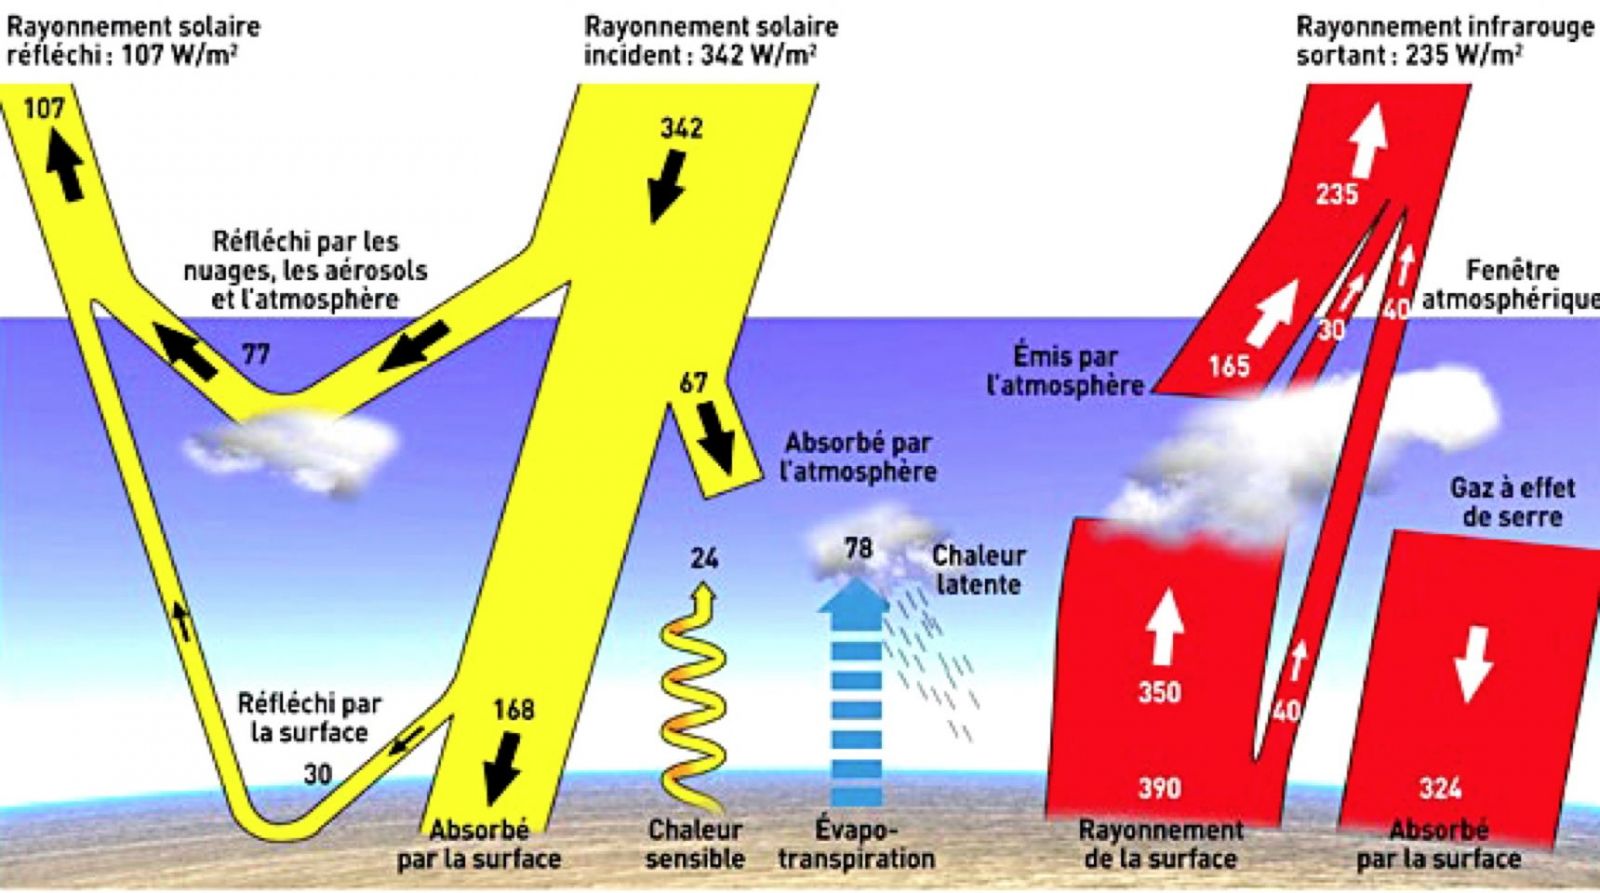 Rayonnement solaire
réfléchi : 107 W/m²
Rayonnement solaire
incident : 342 W/m²
Rayonnement infrarouge
sortant : 235 W/m²
107
342
235
Réfléchi par les
nuages, les aérosols
et l'atmosphère
77
67
Absorbé par
l'atmosphère
Émis par
l'atmosphère
165
30
40
Fenêtre
atmosphérique
Gaz à effet
de serre
24
78
Chaleur
latente
350
40
Réfléchi par
la surface
30
168
390
324
Absorbé
par la surface
Chaleur
sensible
Évapo-
transpiration
Rayonnement
de la surface
Absorbé
par la surface